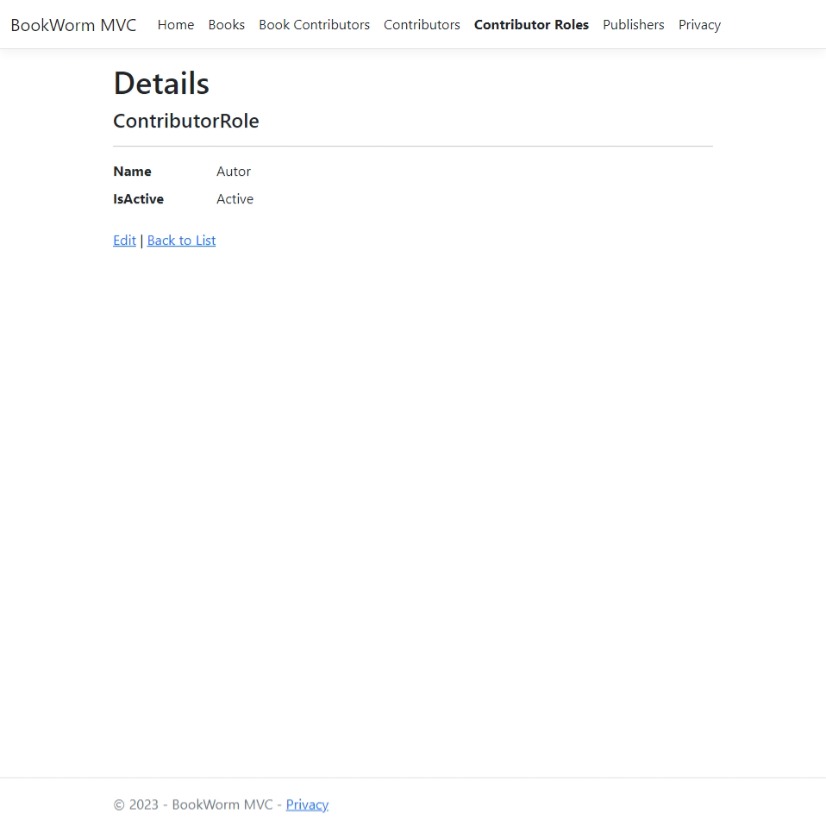 BookWorm MVC Home Books Book Contributors Contributors Contributor Roles Publishers Privacy
Details
ContributorRole
Name Autor
IsActive Active
Edit | Back to List
© 2023 - BookWorm MVC - Privacy